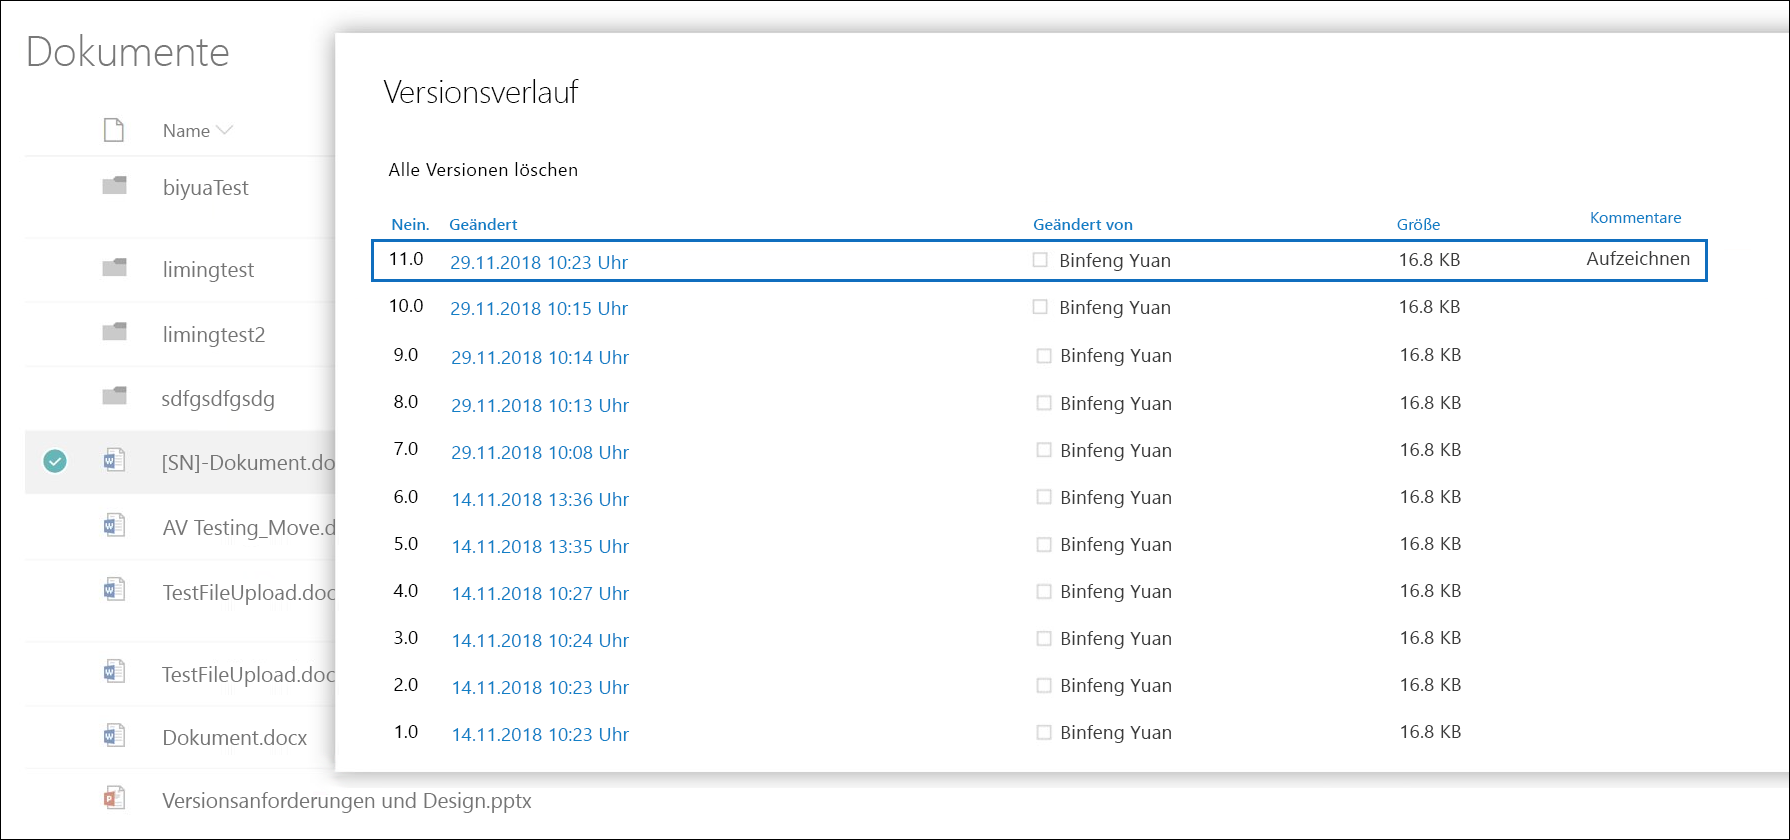 Dokumente
Name
biyuaTest
limingtest
limingtest2
sdfgsdfgsdg
[SN]-Dokument.do
AV Testing_Move.d
TestFileUpload.doc
TestFileUpload.doc
Dokument.docx
Versionsanforderungen und Design.pptx
Versionsverlauf
Alle Versionen löschen
Nein. Geändert Geändert von Größe Kommentare
11.0 29.11.2018 10:23 Uhr Binfeng Yuan 16.8 KB Aufzeichnen
10.0 29.11.2018 10:15 Uhr Binfeng Yuan 16.8 KB
9.0 29.11.2018 10:14 Uhr Binfeng Yuan 16.8 KB
8.0 29.11.2018 10:13 Uhr Binfeng Yuan 16.8 KB
7.0 29.11.2018 10:08 Uhr Binfeng Yuan 16.8 KB
6.0 14.11.2018 13:36 Uhr Binfeng Yuan 16.8 KB
5.0 14.11.2018 13:35 Uhr Binfeng Yuan 16.8 KB
4.0 14.11.2018 10:27 Uhr Binfeng Yuan 16.8 KB
3.0 14.11.2018 10:24 Uhr Binfeng Yuan 16.8 KB
2.0 14.11.2018 10:23 Uhr Binfeng Yuan 16.8 KB
1.0 14.11.2018 10:23 Uhr Binfeng Yuan 16.8 KB